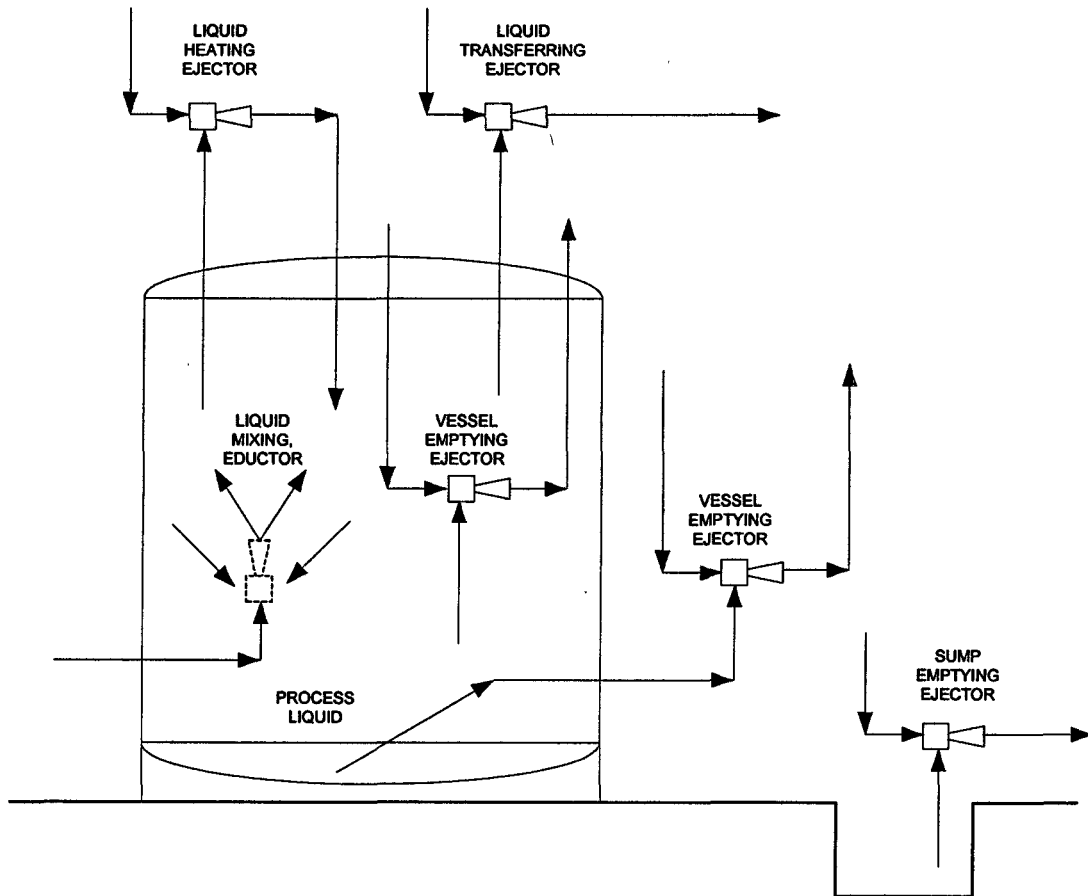 LIQUID
HEATING
EJECTOR
LIQUID
TRANSFERRING
EJECTOR
LIQUID
MIXING,
EDUCTOR
VESSEL
EMPTYING
EJECTOR
VESSEL
EMPTYING
EJECTOR
PROCESS
LIQUID
SUMP
EMPTYING
EJECTOR